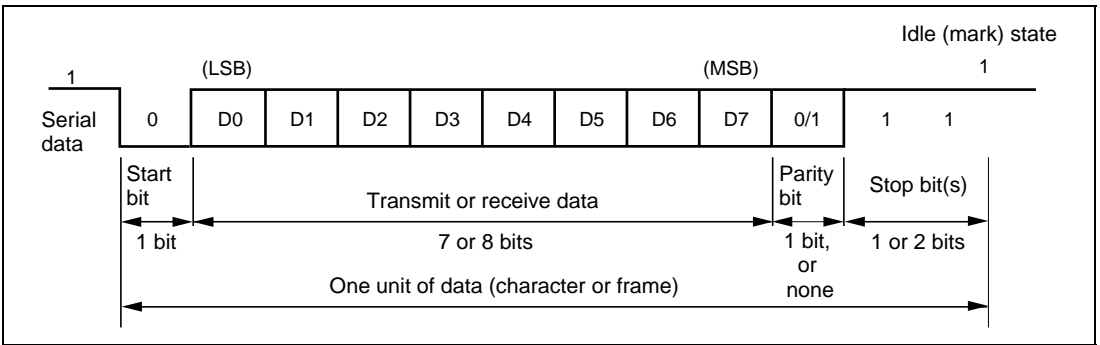 Idle (mark) state
1
(LSB)
(MSB)
1
Serial data
0
D0
D1
D2
D3
D4
D5
D6
D7
0/1
1
1
Start bit
Transmit or receive data
Parity bit
Stop bit(s)
1 bit
7 or 8 bits
1 bit, or none
1 or 2 bits
One unit of data (character or frame)